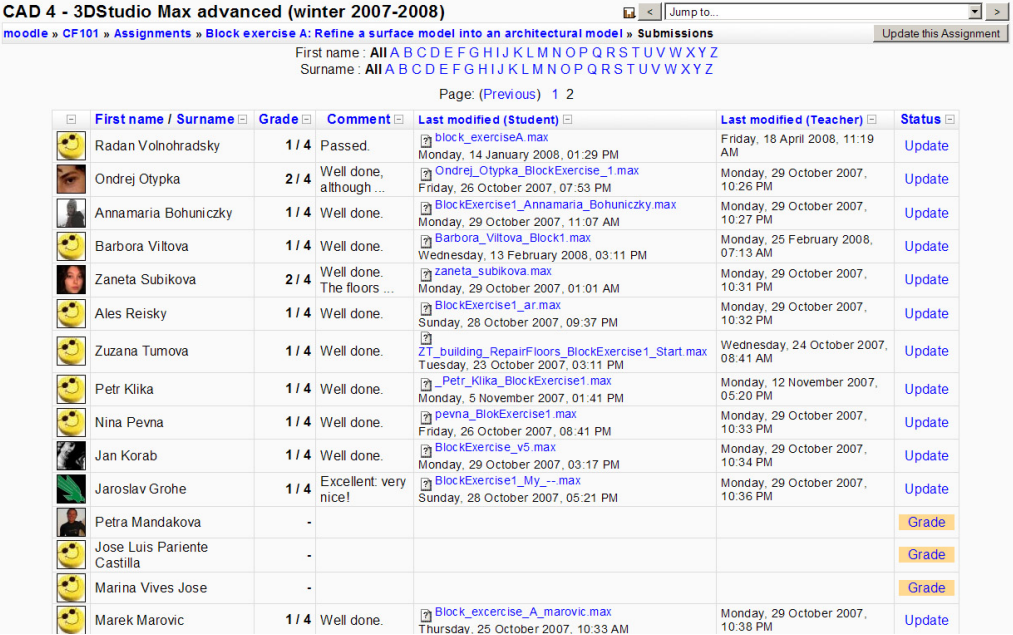 CAD 4 - 3DStudio Max advanced (winter 2007-2008)
< Jump to... >
moodle » CF101 » Assignments » Block exercise A: Refine a surface model into an architectural model » Submissions
Update this Assignment
First name : All A B C D E F G H I J K L M N O P Q R S T U V W X Y Z
Surname : All A B C D E F G H I J K L M N O P Q R S T U V W X Y Z
Page: (Previous) 1 2
First name / Surname Grade Comment Last modified (Student) Last modified (Teacher) Status
Radan Volnohradsky 1 / 4 Passed. block_exerciseA.max
Monday, 14 January 2008, 01:29 PM
Friday, 18 April 2008, 11:19
AM
Update
Ondrej Otypka 2 / 4 Well done,
although ...
Ondrej_Otypka_BlockExercise_1.max
Friday, 26 October 2007, 07:53 PM
Monday, 29 October 2007,
10:26 PM
Update
Annamaria Bohuniczky 1 / 4 Well done. BlockExercise1_Annamaria_Bohuniczky.max
Monday, 29 October 2007, 11:07 AM
Monday, 29 October 2007,
10:27 PM
Update
Barbora Viltova 1 / 4 Well done. Barbora_Viltova_Block1.max
Wednesday, 13 February 2008, 03:11 PM
Monday, 25 February 2008,
07:13 AM
Update
Zaneta Subikova 2 / 4 Well done.
The floors ...
zaneta_subikova.max
Monday, 29 October 2007, 01:01 AM
Monday, 29 October 2007,
10:31 PM
Update
Ales Reisky 1 / 4 Well done. BlockExercise1_ar.max
Sunday, 28 October 2007, 09:37 PM
Monday, 29 October 2007,
10:32 PM
Update
Zuzana Tumova 1 / 4 Well done.
ZT_building_RepairFloors_BlockExercise1_Start.max
Tuesday, 23 October 2007, 03:11 PM
Wednesday, 24 October 2007,
08:41 AM
Update
Petr Klika 1 / 4 Well done. _Petr_Klika_BlockExercise1.max
Monday, 5 November 2007, 01:41 PM
Monday, 12 November 2007,
05:20 PM
Update
Nina Pevna 1 / 4 Well done. pevna_BlokExercise1.max
Friday, 26 October 2007, 08:41 PM
Monday, 29 October 2007,
10:33 PM
Update
Jan Korab 1 / 4 Well done. BlockExercise_v5.max
Monday, 29 October 2007, 03:17 PM
Monday, 29 October 2007,
10:34 PM
Update
Jaroslav Grohe 1 / 4 Excellent: very
nice!
BlockExercise1_My_--.max
Sunday, 28 October 2007, 05:21 PM
Monday, 29 October 2007,
10:36 PM
Update
Petra Mandakova - Grade
Jose Luis Pariente
Castilla
- Grade
Marina Vives Jose - Grade
Marek Marovic 1 / 4 Well done. Block_excercise_A_marovic.max
Thursday, 25 October 2007, 10:33 AM
Monday, 29 October 2007,
10:38 PM
Update